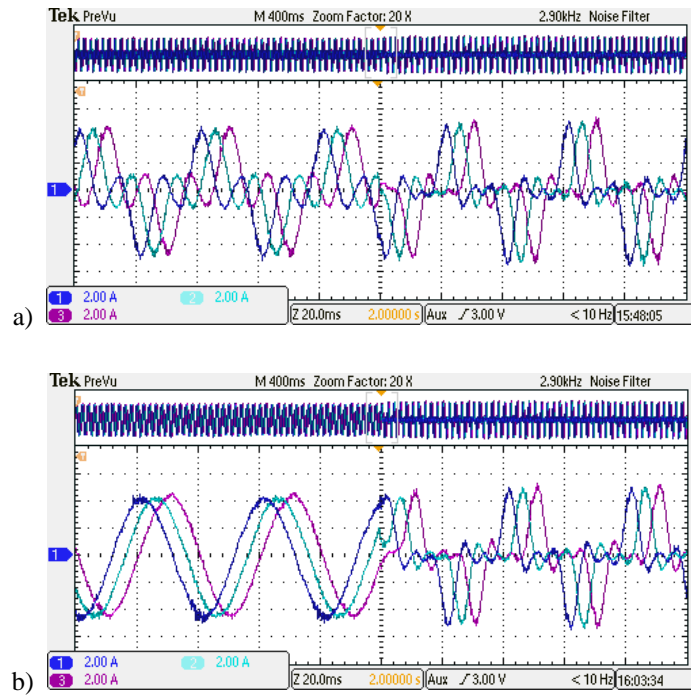 Tek PreVu M 400ms Zoom Factor: 20 X 2.90kHz Noise Filter
1
1 2.00 A 2 2.00 A
3 2.00 A Z 20.0ms 2.00000 s Aux 3.00 V < 10 Hz 15:48:05
a)
Tek PreVu M 400ms Zoom Factor: 20 X 2.90kHz Noise Filter
1
1 2.00 A 2 2.00 A
3 2.00 A Z 20.0ms 2.00000 s Aux 3.00 V < 10 Hz 16:03:34
b)